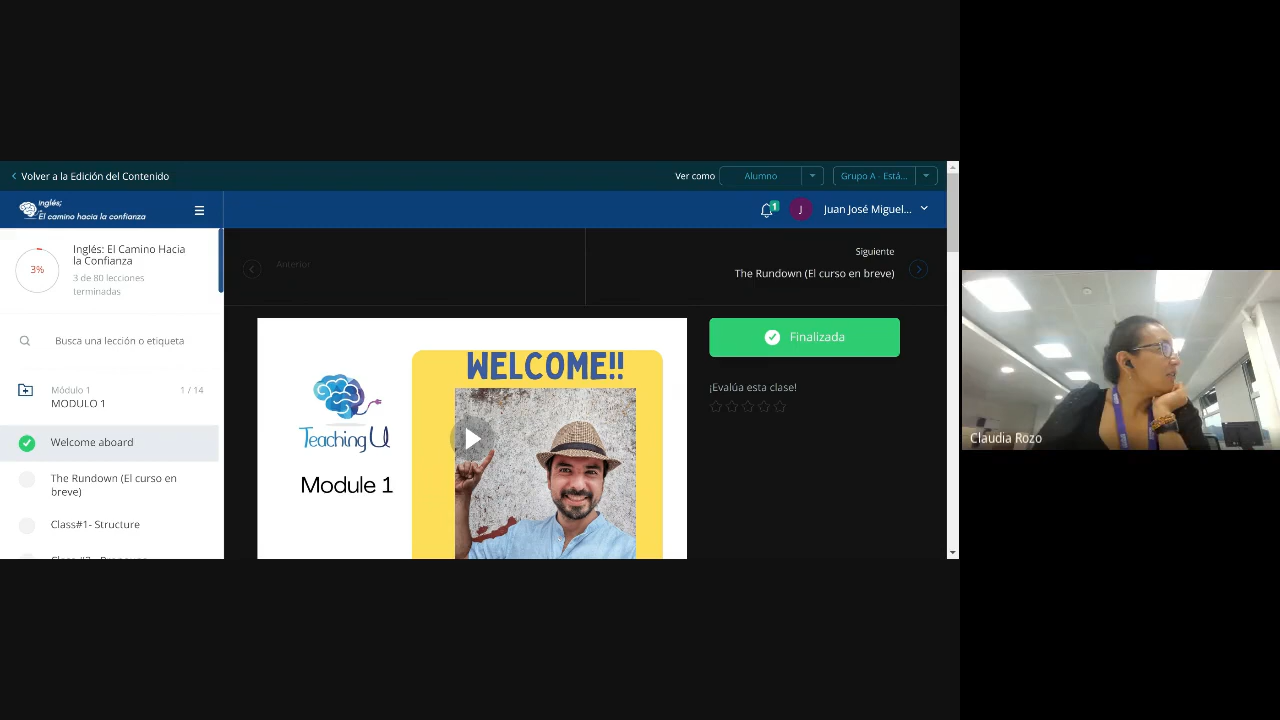 Volver a la Edición del Contenido
Ver como
Alumno
Grupo A - Está...
inglés;
El camino hacia la confianza
1
J
Juan José Miguel...
3%
Inglés: El Camino Hacia
la Confianza
3 de 80 lecciones
terminadas
Anterior
Siguiente
The Rundown (El curso en breve)
Busca una lección o etiqueta
Módulo 1
1 / 14
MODULO 1
Welcome aboard
The Rundown (El curso en
breve)
Class#1- Structure
TeachingU
Module 1
WELCOME!!
Finalizada
¡Evalúa esta clase!
Claudia Rozo